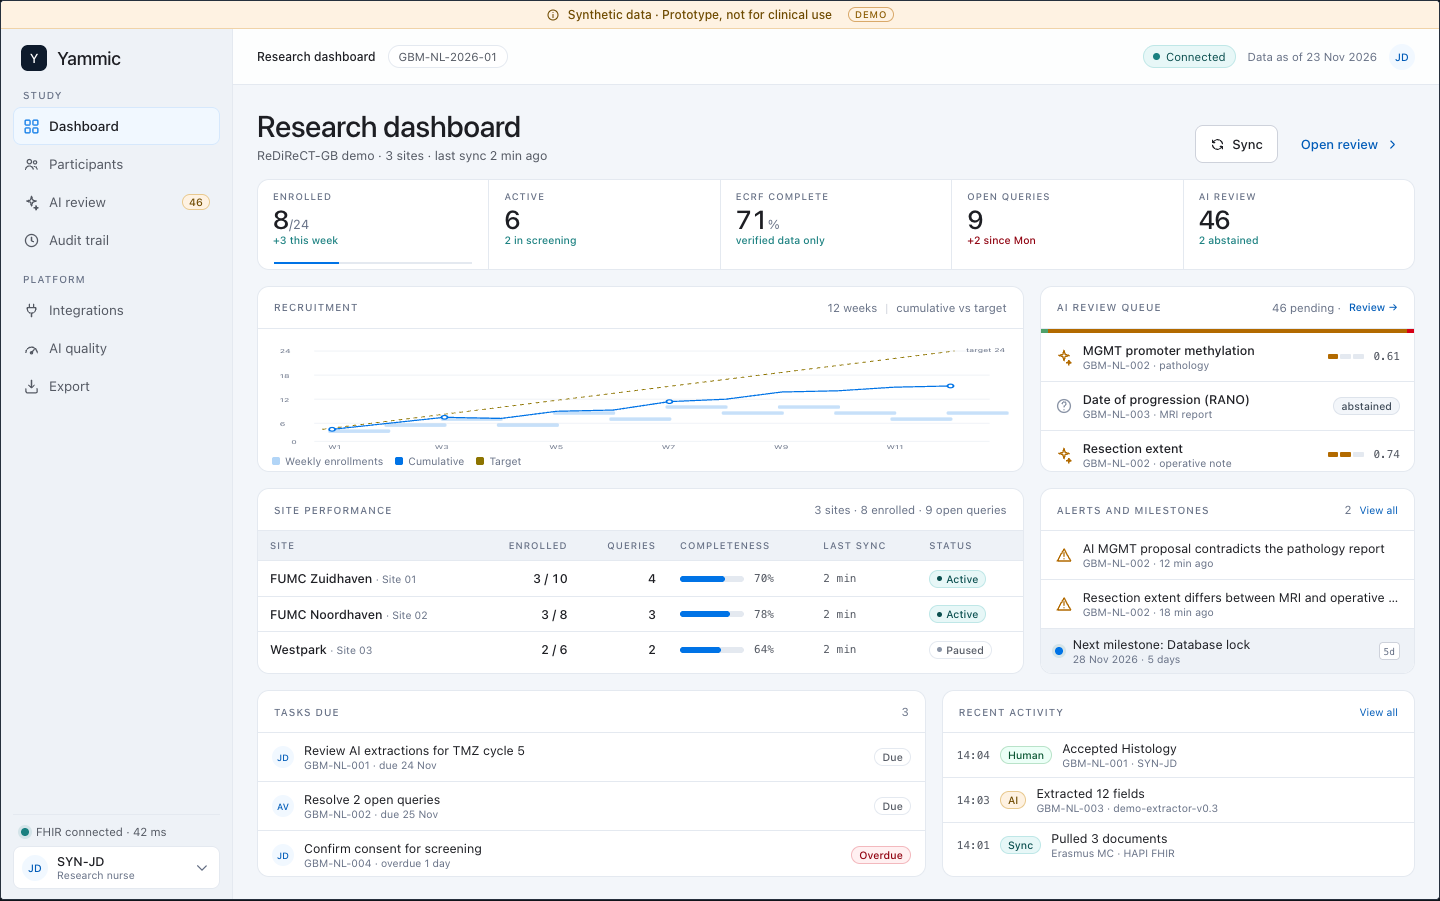 Synthetic data · Prototype, not for clinical use DEMO
Y Yammic
STUDY
Dashboard
Participants
AI review 46
Audit trail
PLATFORM
Integrations
AI quality
Export
FHIR connected · 42 ms
JD SYN-JD
Research nurse
Research dashboard GBM-NL-2026-01
Connected Data as of 23 Nov 2026 JD
Research dashboard
ReDiReCT-GB demo · 3 sites · last sync 2 min ago
Sync Open review
ENROLLED
8/24
+3 this week
ACTIVE
6
2 in screening
ECRF COMPLETE
71%
verified data only
OPEN QUERIES
9
+2 since Mon
AI REVIEW
46
2 abstained
RECRUITMENT 12 weeks | cumulative vs target
24
18
12
6
0
target 24
W1 W3 W5 W7 W9 W11
Weekly enrollments Cumulative Target
AI REVIEW QUEUE 46 pending · Review →
MGMT promoter methylation 0.61
GBM-NL-002 · pathology
Date of progression (RANO) abstained
GBM-NL-003 · MRI report
Resection extent 0.74
GBM-NL-002 · operative note
SITE PERFORMANCE 3 sites · 8 enrolled · 9 open queries
SITE ENROLLED QUERIES COMPLETENESS LAST SYNC STATUS
FUMC Zuidhaven · Site 01 3 / 10 4 70% 2 min Active
FUMC Noordhaven · Site 02 3 / 8 3 78% 2 min Active
Westpark · Site 03 2 / 6 2 64% 2 min Paused
ALERTS AND MILESTONES 2 View all
AI MGMT proposal contradicts the pathology report
GBM-NL-002 · 12 min ago
Resection extent differs between MRI and operative ...
GBM-NL-002 · 18 min ago
Next milestone: Database lock 5d
28 Nov 2026 · 5 days
TASKS DUE 3
JD Review AI extractions for TMZ cycle 5 Due
GBM-NL-001 · due 24 Nov
AV Resolve 2 open queries Due
GBM-NL-002 · due 25 Nov
JD Confirm consent for screening Overdue
GBM-NL-004 · overdue 1 day
RECENT ACTIVITY View all
14:04 Human Accepted Histology
GBM-NL-001 · SYN-JD
14:03 AI Extracted 12 fields
GBM-NL-003 · demo-extractor-v0.3
14:01 Sync Pulled 3 documents
Erasmus MC · HAPI FHIR